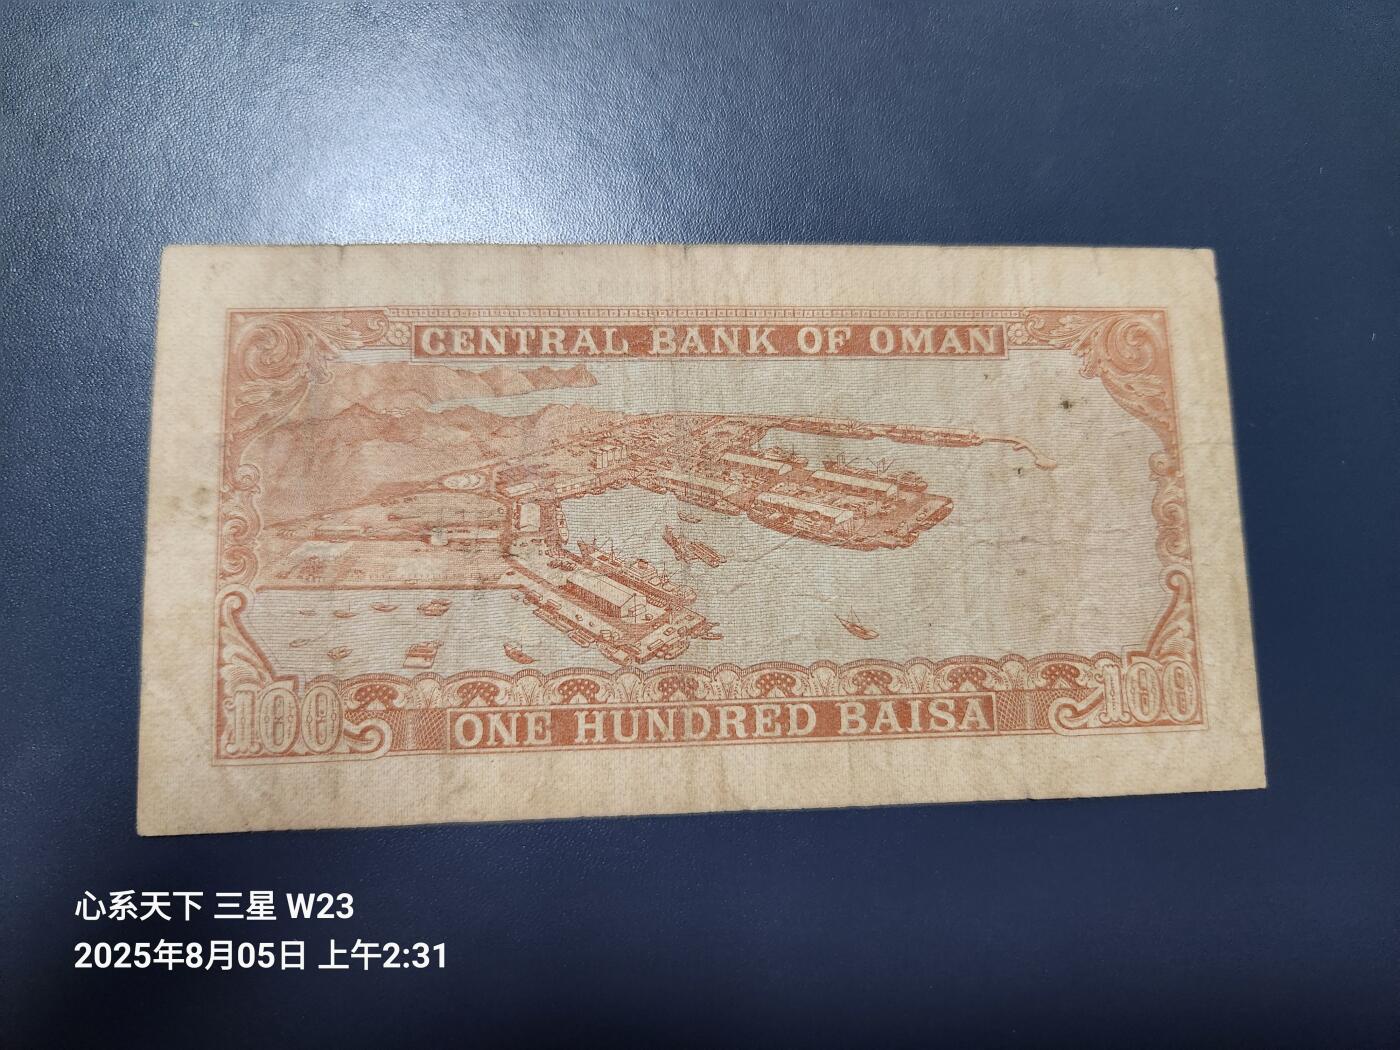 CENTRAL BANK OF OMAN
100 ONE HUNDRED BAISA 100
心系天下 三星 W23
2025年8月05日 上午2:31